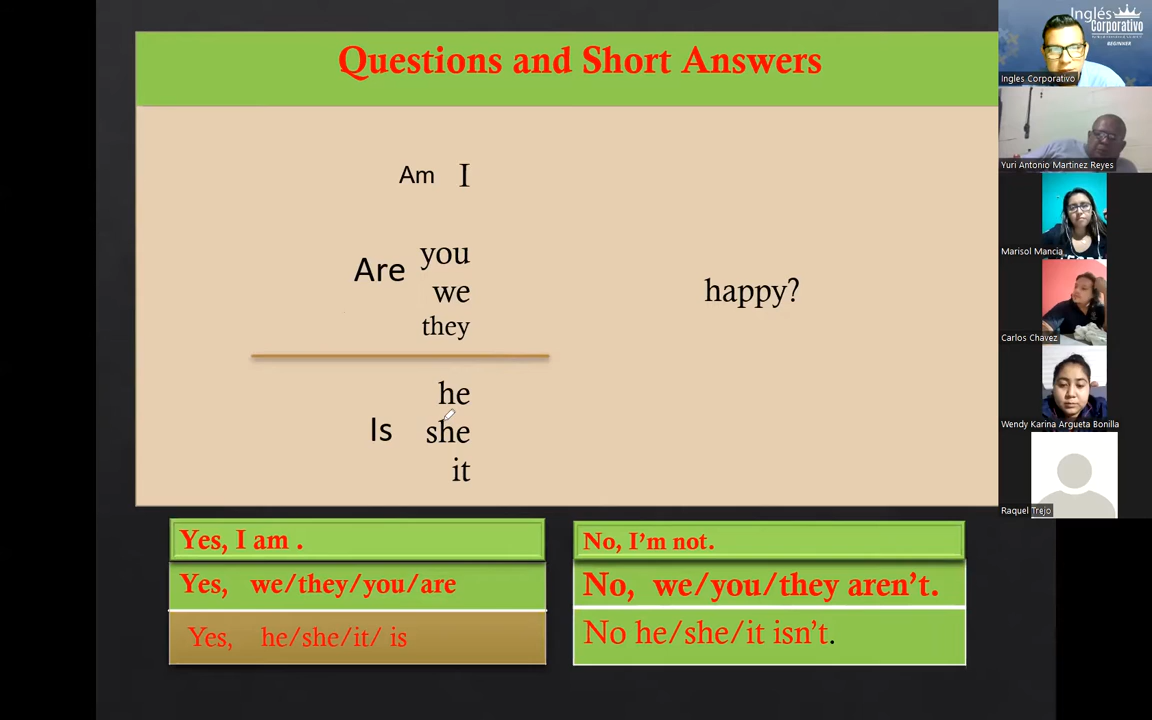 Questions and Short Answers
Am I
Are you
we
they
happy?
he
Is she
it
Yes, I am .
Yes, we/they/you/are
Yes, he/she/it/ is
No, I'm not.
No, we/you/they aren't.
No he/she/it isn't.
Inglés
Corporativo
BEGINNER
Ingles Corporativo
Yuri Antonio Martinez Reyes
Marisol Mancia
Carlos Chavez
Wendy Karina Argueta Bonilla
Raquel Trejo